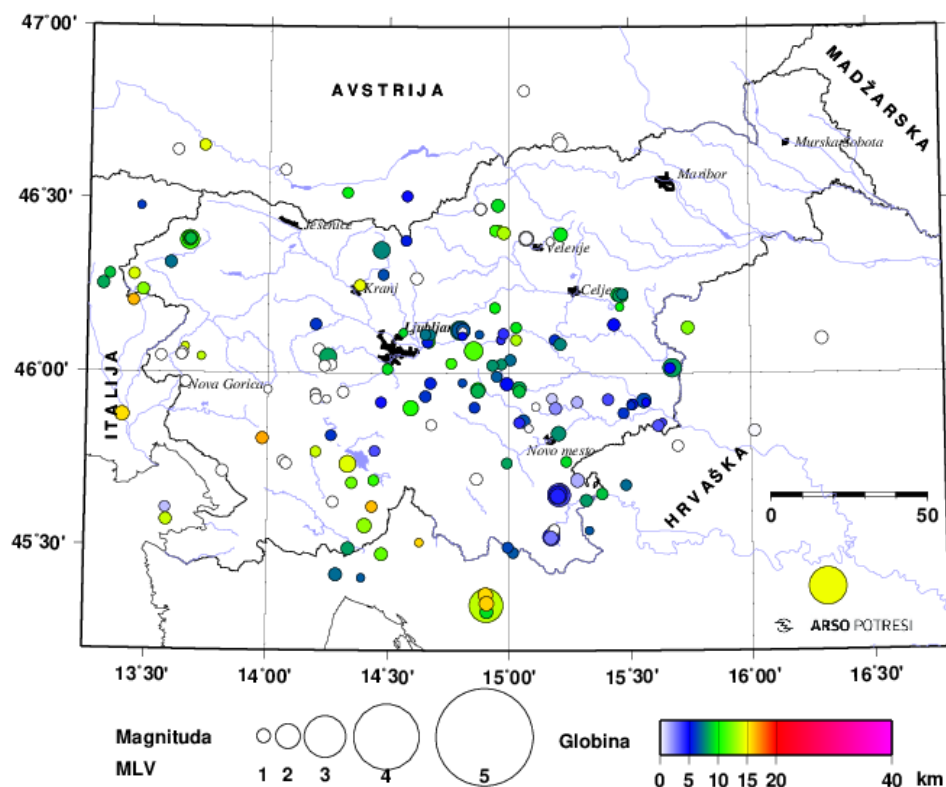 47˚00'
AVSTRIJA
MADŽARSKA
Murska Sobota
Maribor
46˚30'
Jesenice
Velenje
Kranj
Celje
Ljubljana
46˚00'
Nova Gorica
ITALIJA
Novo mesto
HRVAŠKA
0 50
45˚30'
ARSO POTRESI
13˚30' 14˚00' 14˚30' 15˚00' 15˚30' 16˚00' 16˚30'
Magnituda
MLV
1 2 3 4 5
Globina
0 5 10 15 20 40 km